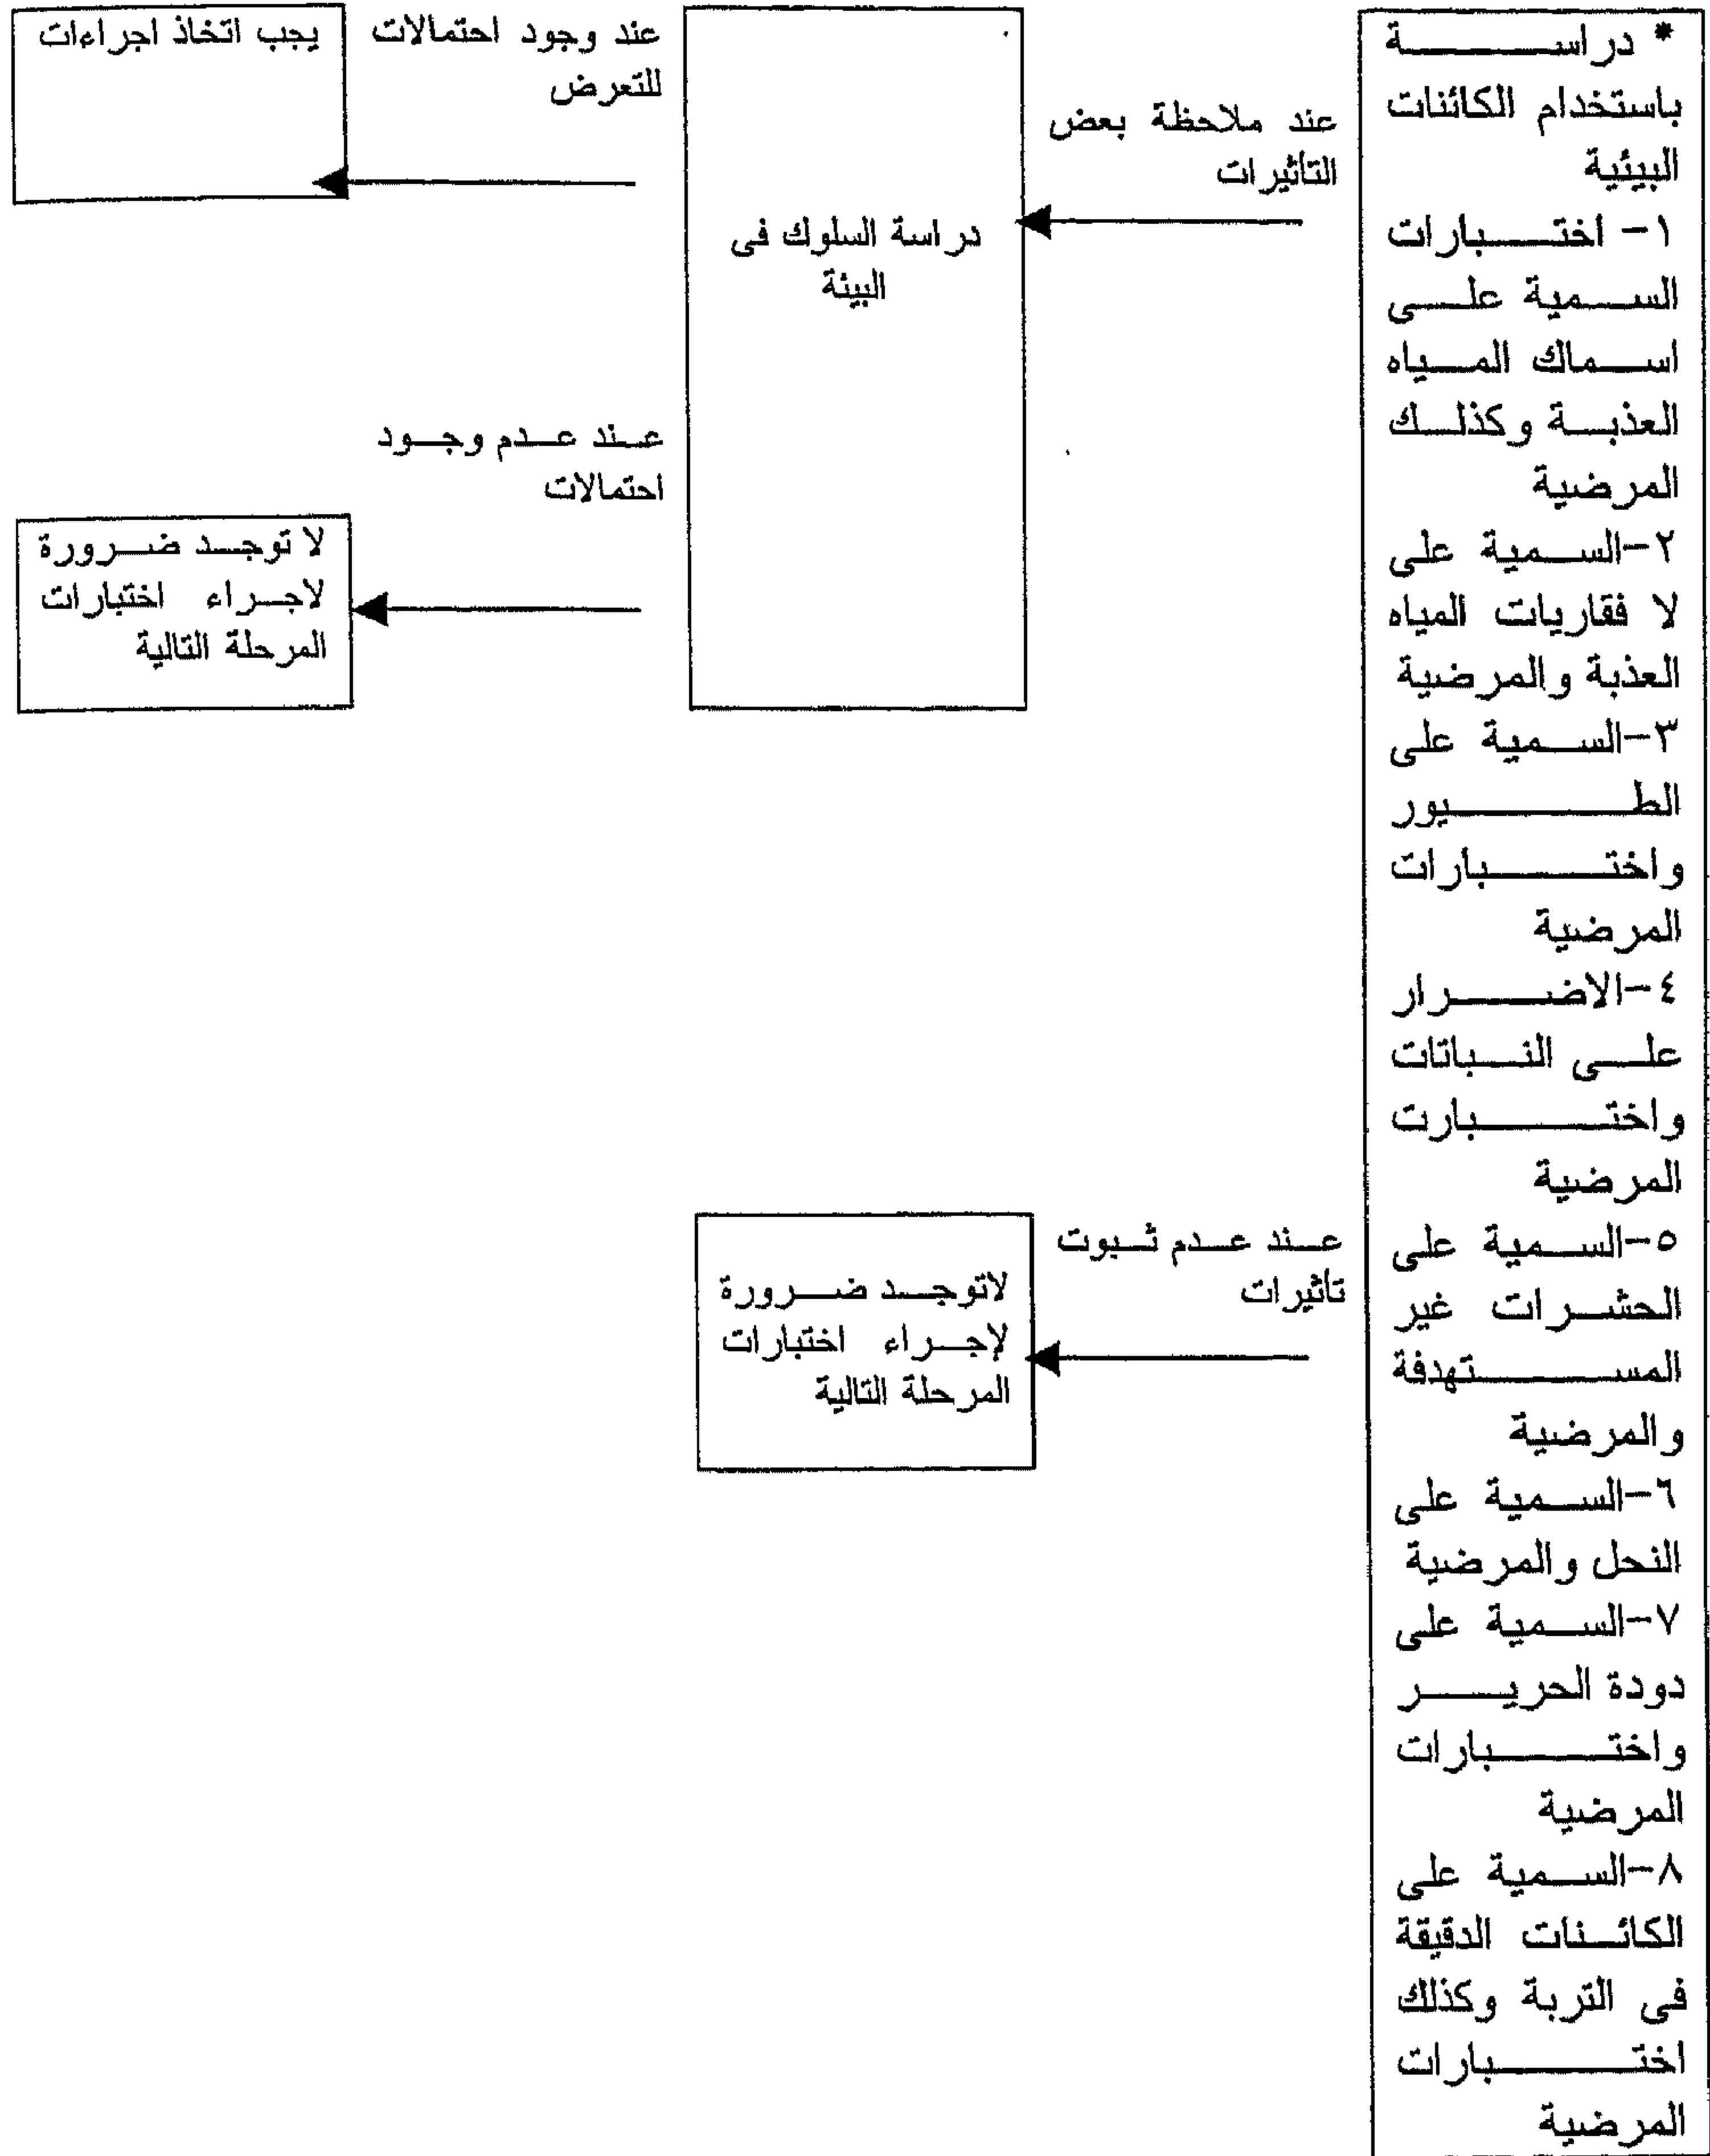 * دراسة
باستخدام الكائنات
البيئية
١- اختبارات
السمية على
اسماك المياه
العذبة وكذلك
المرضية
٢-السمية على
لا فقاريات المياه
العذبة والمرضية
٣-السمية على
الطيور
واختبارات
المرضية
٤-الاضرار
على النباتات
واختبارت
المرضية
٥-السمية على
الحشرات غير
المستهدفة
والمرضية
٦-السمية على
النحل والمرضية
٧-السمية على
دودة الحرير
واختبارات
المرضية
٨-السمية على
الكائنات الدقيقة
فى التربة وكذلك
اختبارات
المرضية
عند ملاحظة بعض
التأثيرات
دراسة السلوك فى
البيئة
عند وجود احتمالات
للتعرض
يجب اتخاذ اجراءات
عند عدم وجود
احتمالات
لا توجد ضرورة
لاجراء اختبارات
المرحلة التالية
عند عدم ثبوت
تأثيرات
لاتوجد ضرورة
لإجراء اختبارات
المرحلة التالية